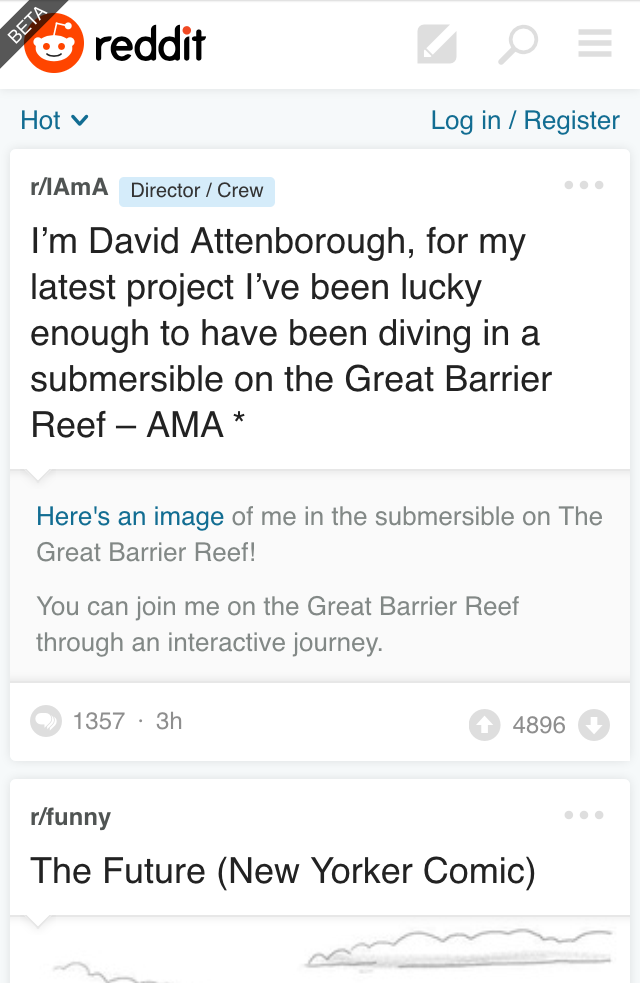 BETA
reddit
Hot
Log in / Register
r/IAmA Director / Crew
I’m David Attenborough, for my
latest project I’ve been lucky
enough to have been diving in a
submersible on the Great Barrier
Reef – AMA *
Here's an image of me in the submersible on The
Great Barrier Reef!
You can join me on the Great Barrier Reef
through an interactive journey.
1357 · 3h
4896
r/funny
The Future (New Yorker Comic)